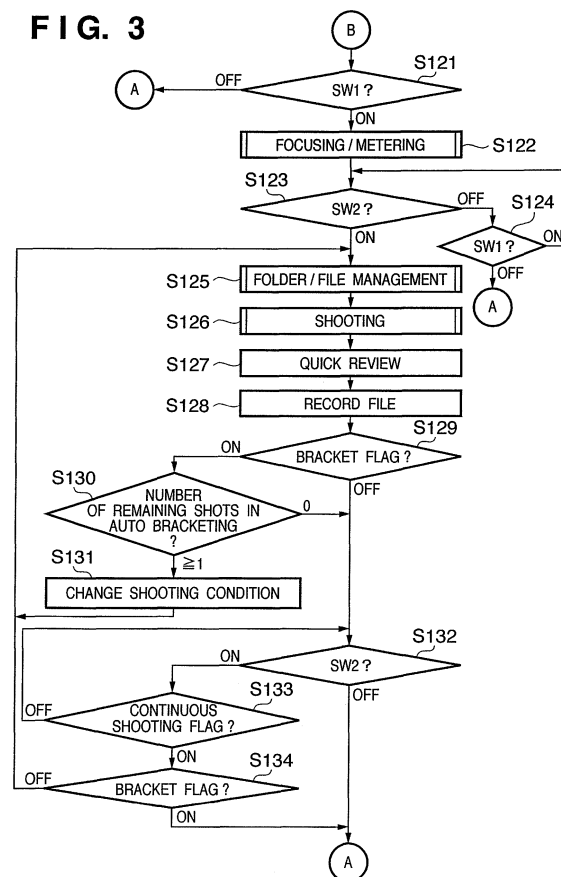 FIG. 3
B
S121
A
OFF
SW1?
ON
FOCUSING/METERING
S122
S123
SW2?
OFF
S124
ON
SW1?
ON
OFF
A
S125
FOLDER/FILE MANAGEMENT
S126
SHOOTING
S127
QUICK REVIEW
S128
RECORD FILE
S129
ON
BRACKET FLAG?
OFF
S130
NUMBER
OF REMAINING SHOTS IN
AUTO BRACKETING
?
0
≧1
S131
CHANGE SHOOTING CONDITION
S132
ON
SW2?
OFF
S133
CONTINUOUS
SHOOTING FLAG?
OFF
ON
S134
OFF
BRACKET FLAG?
ON
A